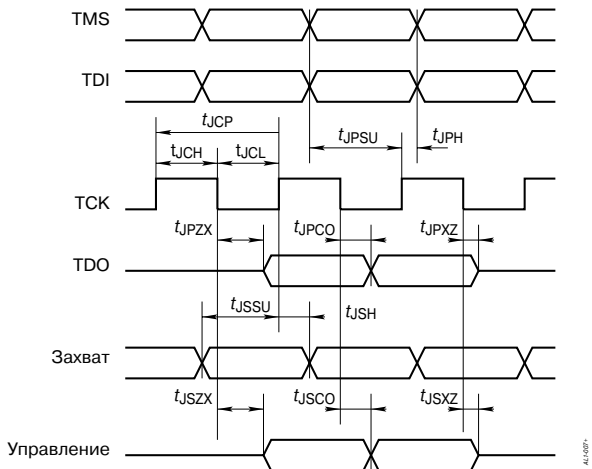 TMS
TDI
tJCP
tJCH tJCL tJPSU tJPH
TCK
tJPZX tJPCO tJPXZ
TDO
tJSSU tJSH
Захват
tJSZX tJSCO tJSXZ
Управление